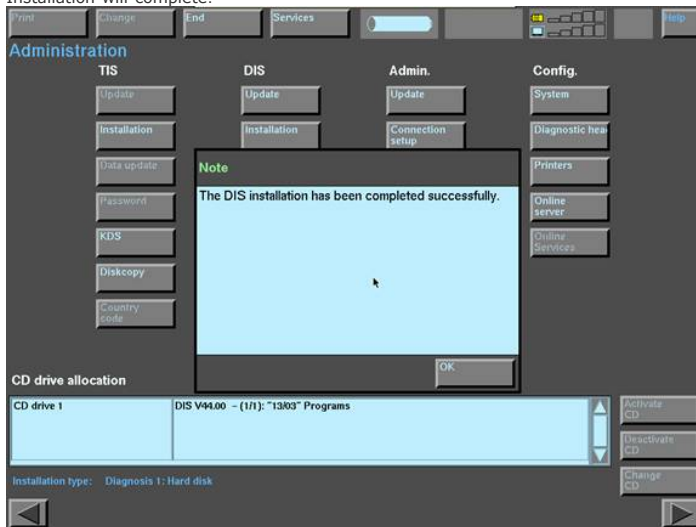 Installation will complete.
Print Change End Services Help
Administration
TIS DIS Admin. Config.
Update Update Update System
Installation Installation Connection setup Diagnostic hea
Data update Printers
Password Online server
KDS Online Services
Diskcopy
Country code
Note
The DIS installation has been completed successfully.
OK
CD drive allocation
CD drive 1 DIS V44.00 - (1/1): "13/03" Programs
Activate CD
Deactivate CD
Change CD
Installation type: Diagnosis 1: Hard disk